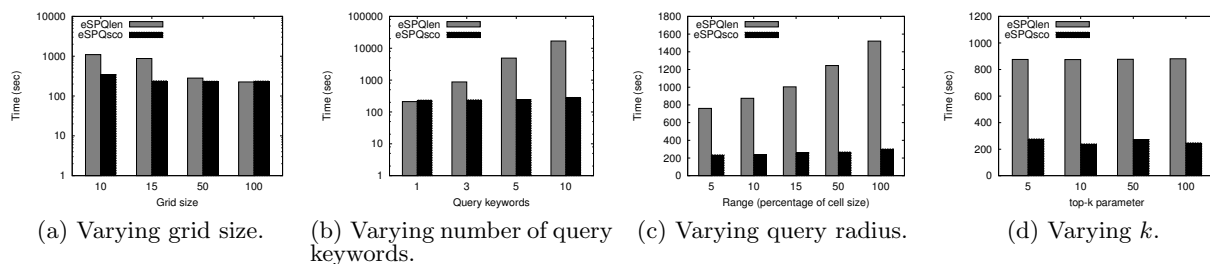 eSPQlen
eSPQsco
Time (sec)
10000
1000
100
10
1
10 15 50 100
Grid size
(a) Varying grid size.
eSPQlen
eSPQsco
Time (sec)
100000
10000
1000
100
10
1
1 3 5 10
Query keywords
(b) Varying number of query
keywords.
eSPQlen
eSPQsco
Time (sec)
1800
1600
1400
1200
1000
800
600
400
200
0
5 10 15 50 100
Range (percentage of cell size)
(c) Varying query radius.
eSPQlen
eSPQsco
Time (sec)
1200
1000
800
600
400
200
0
5 10 50 100
top-k parameter
(d) Varying k.